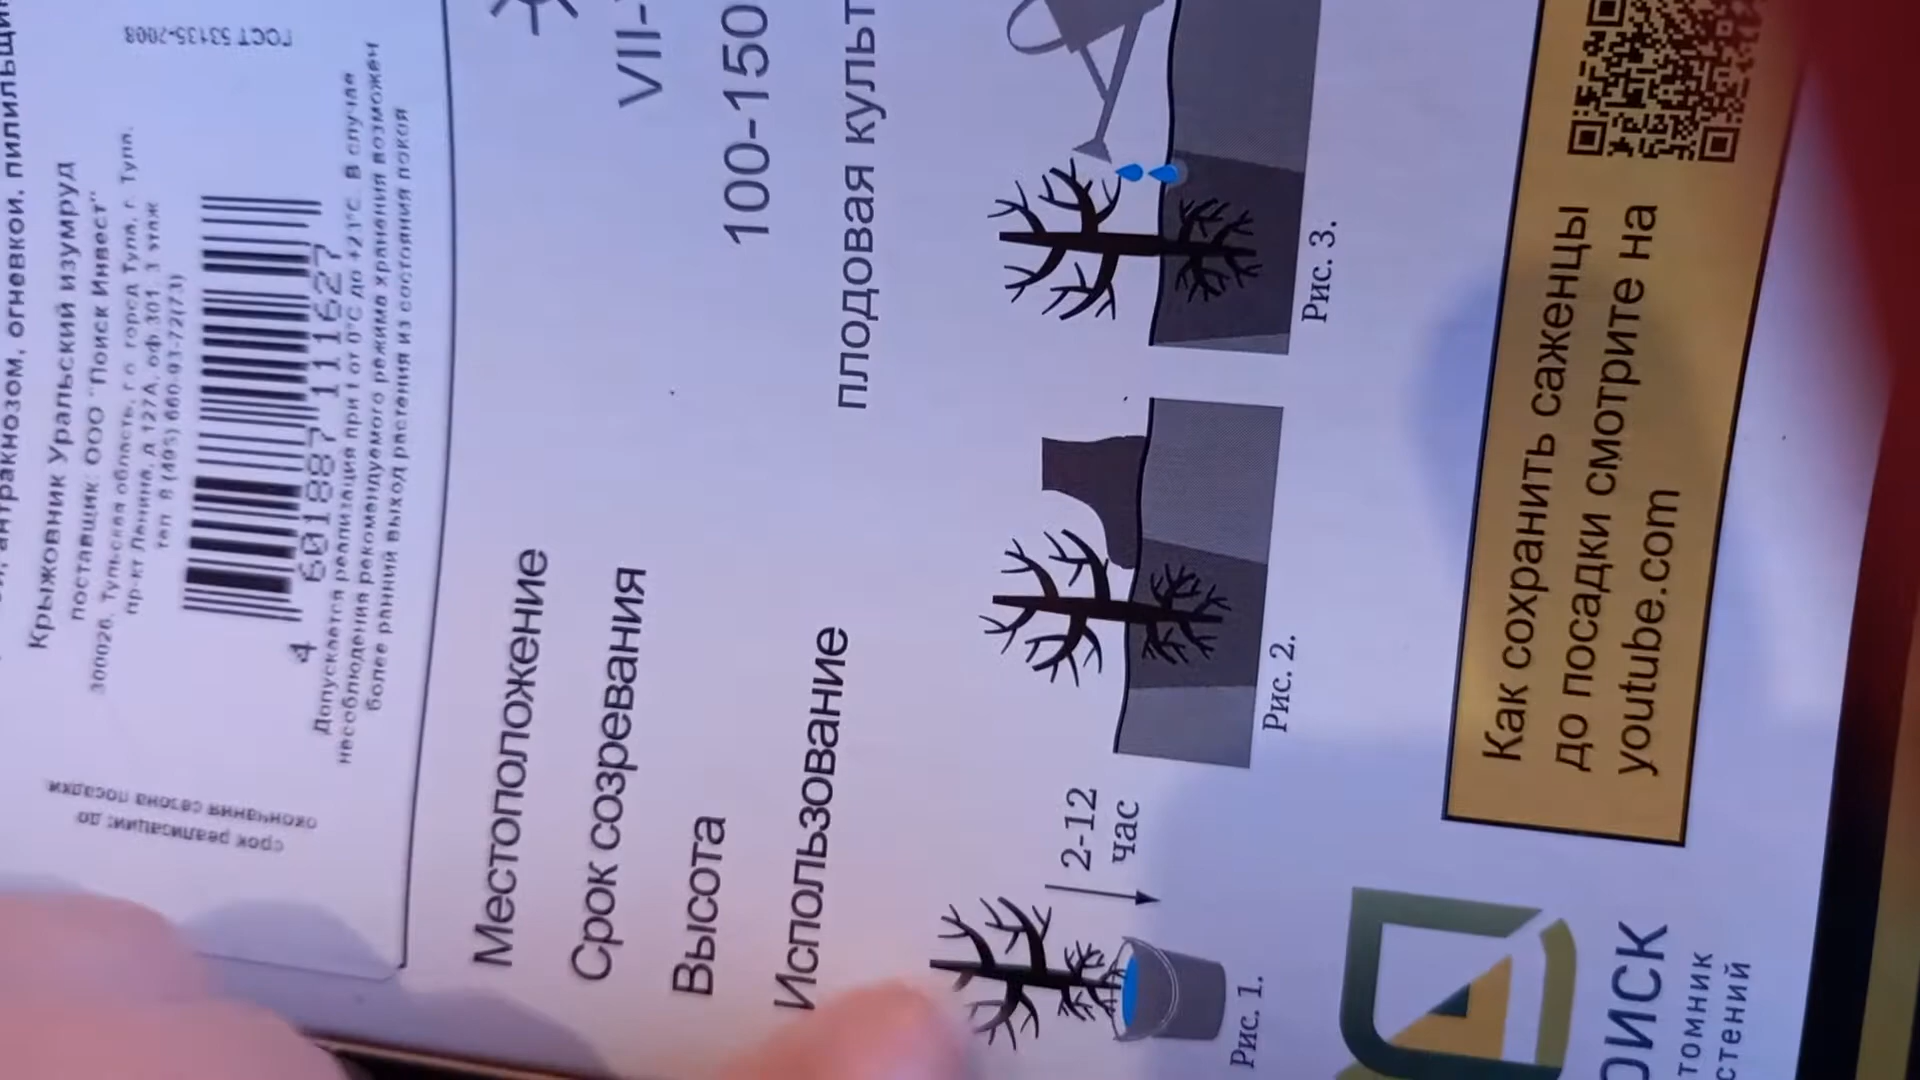 антракнозом, огневкой, пилильщи
Крыжовник Уральский изумруд
поставщик: ООО "Поиск Инвест"
300026, Тульская область, г.о. город Тула, г. Тула,
пр-кт Ленина, д 127А, оф.301, 3 этаж
тел 8 (495) 660-93-72(73)
4 601887 111627
ГОСТ 53135-2008
Допускается реализация при t от 0°С до +21°С. В случае
несоблюдения рекомендуемого режима хранения возможен
более ранний выход растения из состояния покоя
срок реализации: до
окончания сезона посадки
Местоположение
Срок созревания VII-
Высота 100-150
Использование плодовая культ
2-12
час
Рис. 1.
Рис. 2.
Рис. 3.
Как сохранить саженцы
до посадки смотрите на
youtube.com
ОИСК
томник
стений